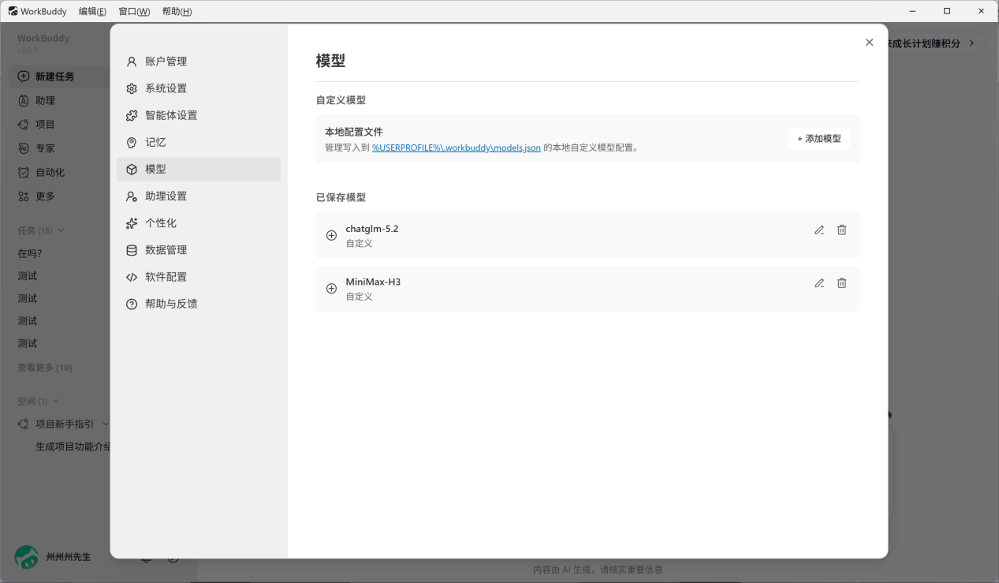 WorkBuddy 编辑(E) 窗口(W) 帮助(H)
WorkBuddy
v5.0.5
新建任务
助理
项目
专家
自动化
更多
任务 (15)
在吗?
测试
测试
测试
测试
查看更多 (10)
空间 (1)
项目新手指引
生成项目功能介绍
州州州先生
账户管理
系统设置
智能体设置
记忆
模型
助理设置
个性化
数据管理
软件配置
帮助与反馈
模型
自定义模型
本地配置文件
管理写入到 %USERPROFILE%\.workbuddy\models.json 的本地自定义模型配置。
+ 添加模型
已保存模型
chatglm-5.2
自定义
MiniMax-H3
自定义
来成长计划赚积分
内容由 AI 生成，请核实重要信息